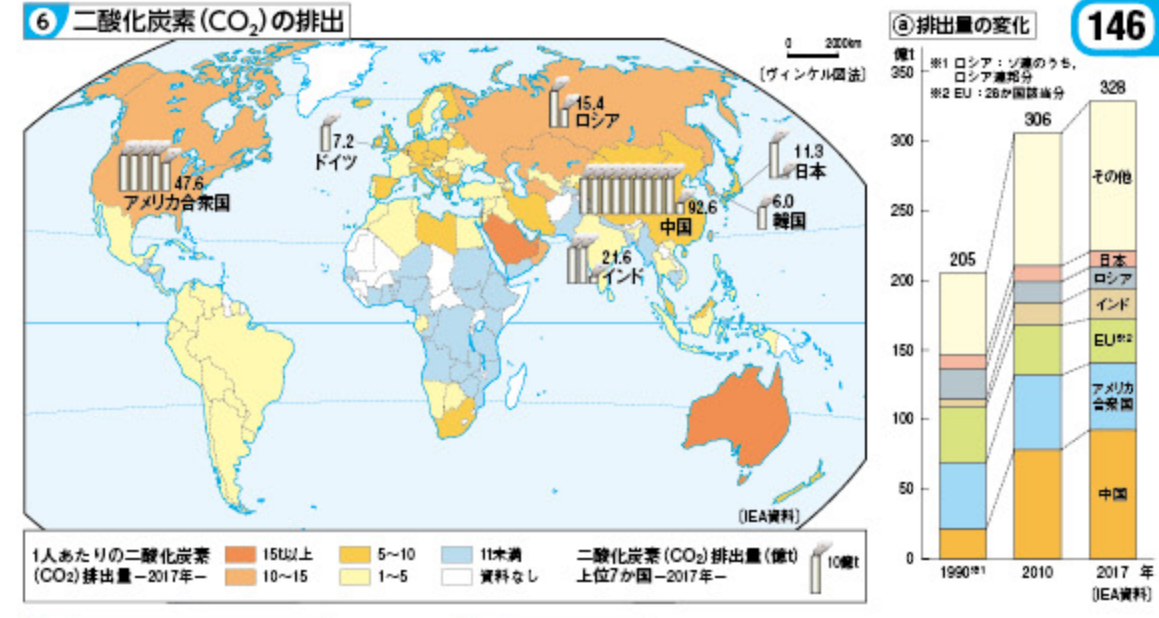 6 二酸化炭素(CO₂)の排出
0 2000km
〔ヴィンケル図法〕
15.4
ロシア
7.2
ドイツ
11.3
日本
47.6
アメリカ合衆国
6.0
韓国
92.6
中国
21.6
インド
〔IEA資料〕
1人あたりの二酸化炭素
(CO₂)排出量−2017年−
15t以上
10〜15
5〜10
1〜5
1t未満
資料なし
二酸化炭素(CO₂)排出量(億t)
上位7か国−2017年−
10億t
ⓐ排出量の変化
146
億t
※1 ロシア:ソ連のうち,
ロシア連邦分
※2 EU:28か国該当分
350
300
250
200
150
100
50
0
205
306
328
その他
日本
ロシア
インド
EU※2
アメリカ
合衆国
中国
1990※1
2010
2017 年
〔IEA資料〕